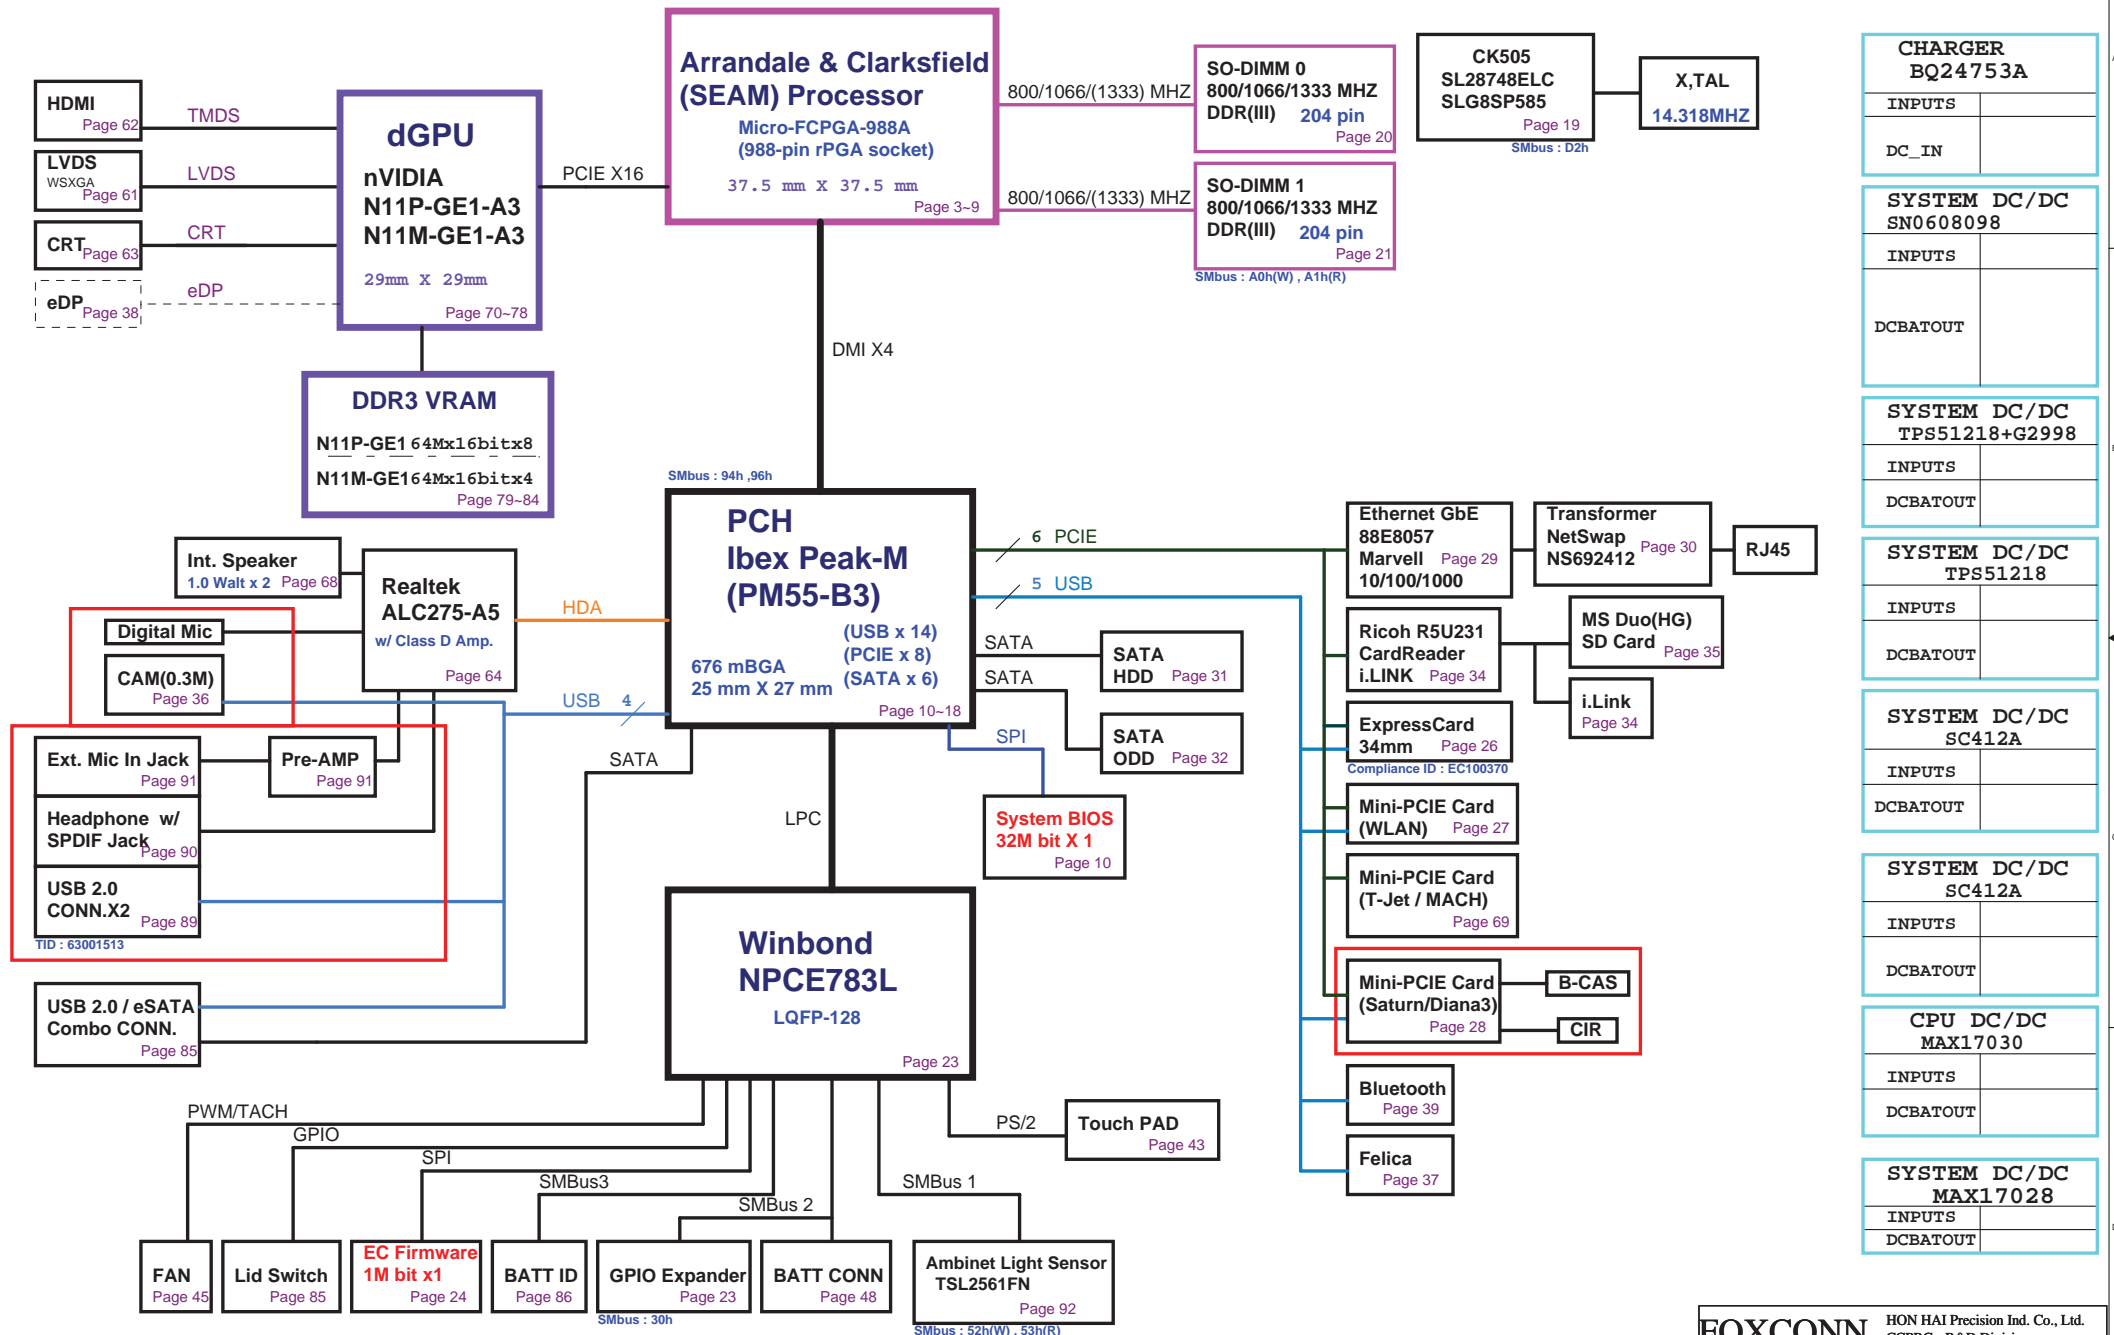 HDMI
Page 62
TMDS
LVDS
WSXGA
Page 61
LVDS
CRT
Page 63
CRT
eDP
Page 38
eDP
dGPU
nVIDIA
N11P-GE1-A3
N11M-GE1-A3
29mm X 29mm
Page 70~78
PCIE X16
DDR3 VRAM
N11P-GE1 64Mx16bitx8
N11M-GE1 64Mx16bitx4
Page 79~84
Arrandale & Clarksfield
(SEAM) Processor
Micro-FCPGA-988A
(988-pin rPGA socket)
37.5 mm X 37.5 mm
Page 3~9
800/1066/(1333) MHZ
SO-DIMM 0
800/1066/1333 MHZ
DDR(III) 204 pin
Page 20
800/1066/(1333) MHZ
SO-DIMM 1
800/1066/1333 MHZ
DDR(III) 204 pin
Page 21
SMbus : A0h(W) , A1h(R)
CK505
SL28748ELC
SLG8SP585
Page 19
SMbus : D2h
X,TAL
14.318MHZ
DMI X4
SMbus : 94h ,96h
PCH
Ibex Peak-M
(PM55-B3)
(USB x 14)
(PCIE x 8)
(SATA x 6)
676 mBGA
25 mm X 27 mm
Page 10~18
Int. Speaker
1.0 Walt x 2 Page 68
Realtek
ALC275-A5
w/ Class D Amp.
Page 64
HDA
Digital Mic
CAM(0.3M)
Page 36
USB 4
Ext. Mic In Jack
Page 91
Pre-AMP
Page 91
Headphone w/
SPDIF Jack
Page 90
USB 2.0
CONN.X2
Page 89
TID : 63001513
USB 2.0 / eSATA
Combo CONN.
Page 85
SATA
6 PCIE
5 USB
SATA
SATA
HDD Page 31
SATA
SATA
ODD Page 32
SPI
System BIOS
32M bit X 1
Page 10
LPC
Ethernet GbE
88E8057
Marvell Page 29
10/100/1000
Transformer
NetSwap
NS692412
Page 30
RJ45
Ricoh R5U231
CardReader
i.LINK Page 34
MS Duo(HG)
SD Card
Page 35
i.Link
Page 34
ExpressCard
34mm Page 26
Compliance ID : EC100370
Mini-PCIE Card
(WLAN) Page 27
Mini-PCIE Card
(T-Jet / MACH)
Page 69
Mini-PCIE Card
(Saturn/Diana3)
Page 28
B-CAS
CIR
Bluetooth
Page 39
Felica
Page 37
Winbond
NPCE783L
LQFP-128
Page 23
PWM/TACH
GPIO
SPI
SMBus3
SMBus 2
SMBus 1
PS/2
Touch PAD
Page 43
FAN
Page 45
Lid Switch
Page 85
EC Firmware
1M bit x1
Page 24
BATT ID
Page 86
GPIO Expander
Page 23
SMbus : 30h
BATT CONN
Page 48
Ambinet Light Sensor
TSL2561FN
Page 92
SMbus : 52h(W) , 53h(R)
CHARGER
BQ24753A
INPUTS
DC_IN
SYSTEM DC/DC
SN0608098
INPUTS
DCBATOUT
SYSTEM DC/DC
TPS51218+G2998
INPUTS
DCBATOUT
SYSTEM DC/DC
TPS51218
INPUTS
DCBATOUT
SYSTEM DC/DC
SC412A
INPUTS
DCBATOUT
SYSTEM DC/DC
SC412A
INPUTS
DCBATOUT
CPU DC/DC
MAX17030
INPUTS
DCBATOUT
SYSTEM DC/DC
MAX17028
INPUTS
DCBATOUT
FOXCONN
HON HAI Precision Ind. Co., Ltd.